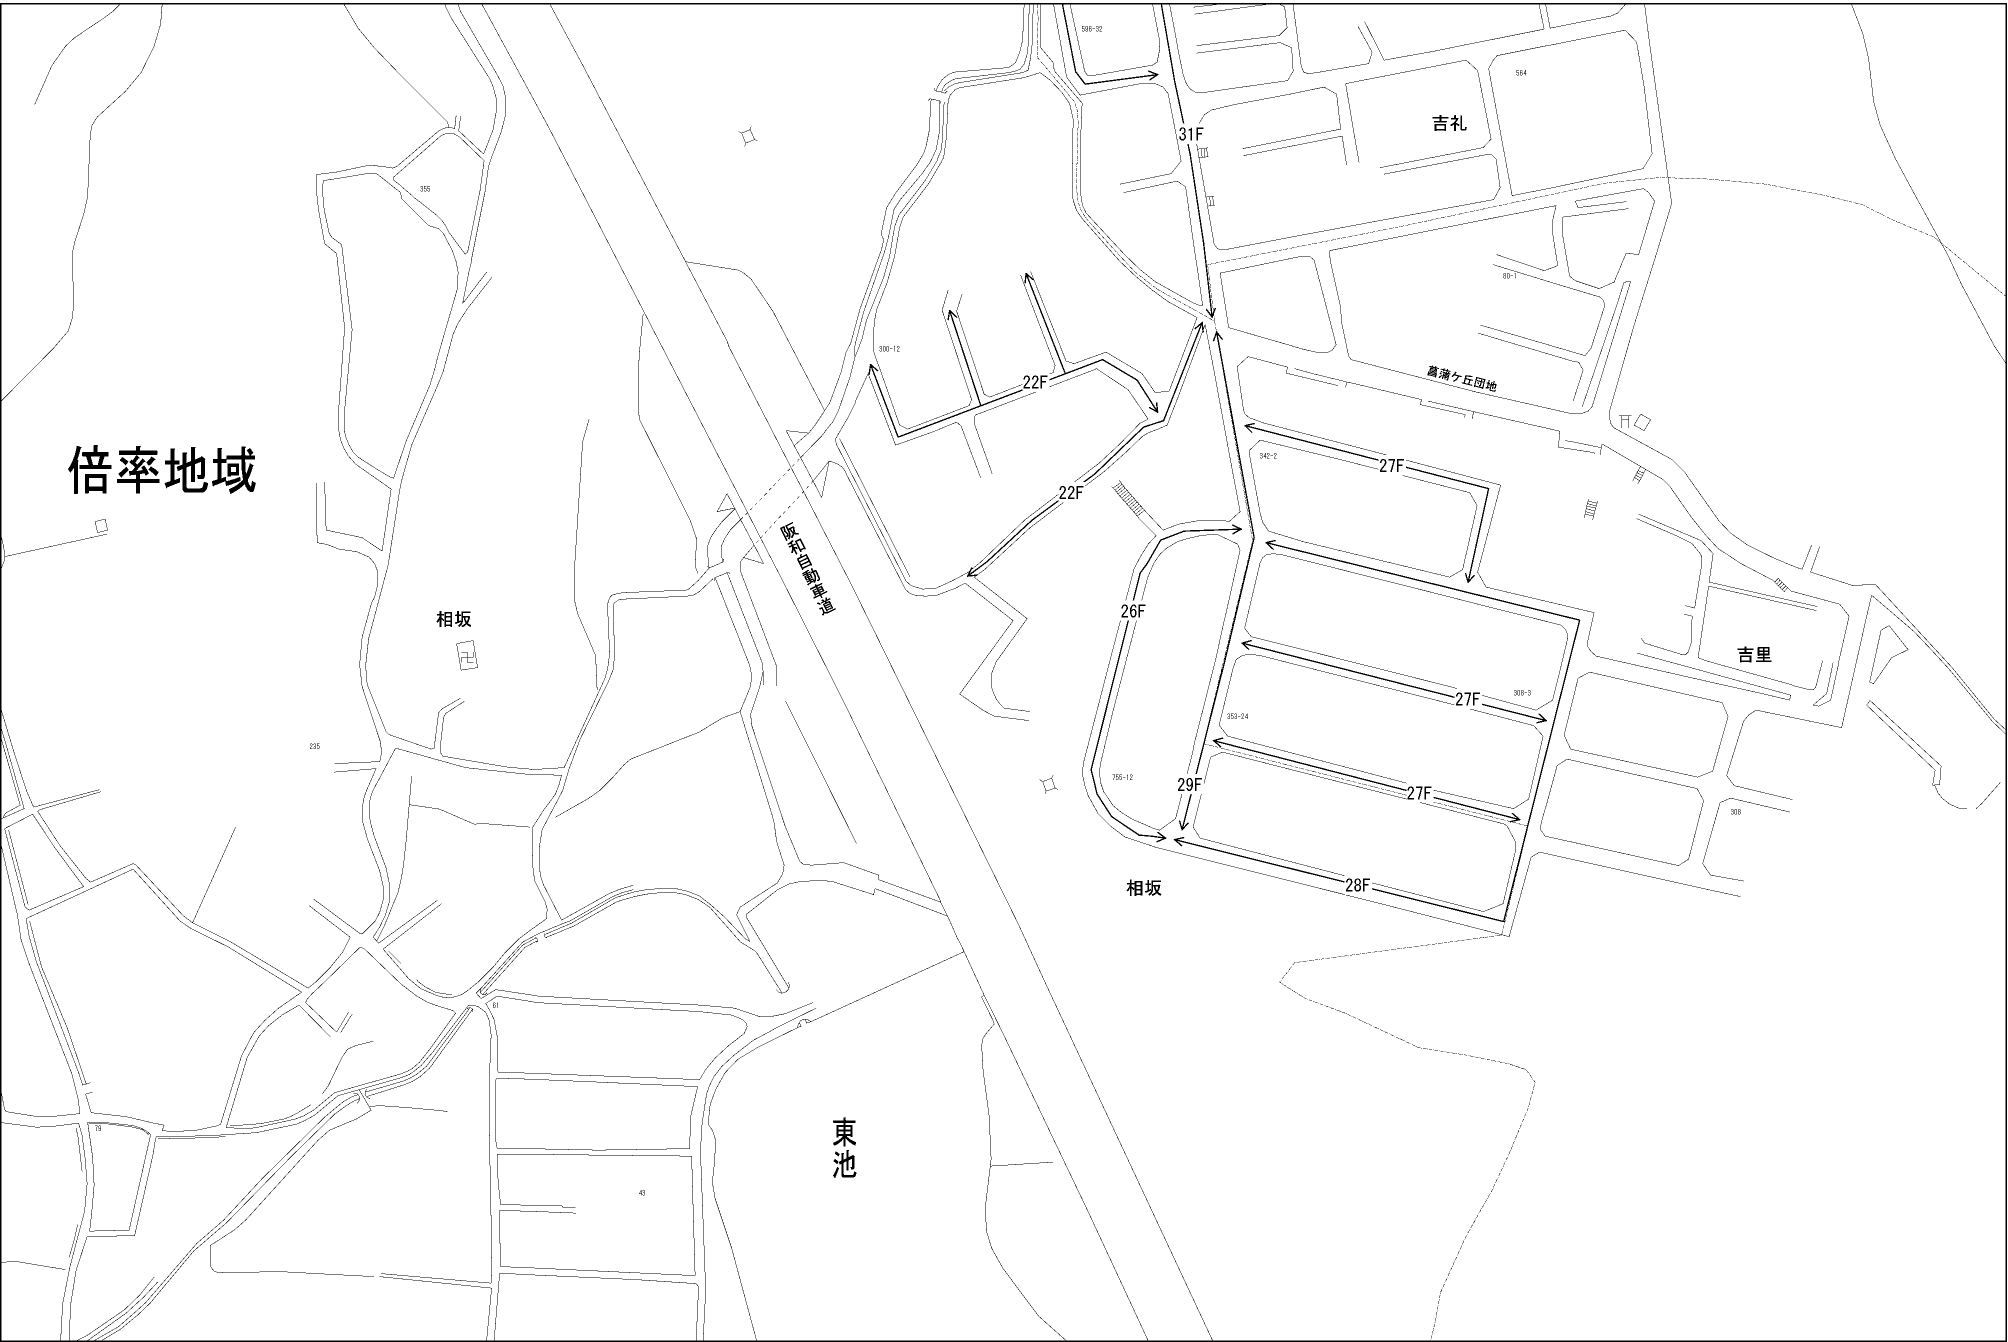 596-32
564
吉礼
31F
355
80-1
300-12
22F
菖蒲ケ丘団地
倍率地域
342-2
27F
22F
阪和自動車道
相坂
26F
吉里
308-3
27F
353-24
235
755-12
29F
27F
308
28F
相坂
61
79
東池
43